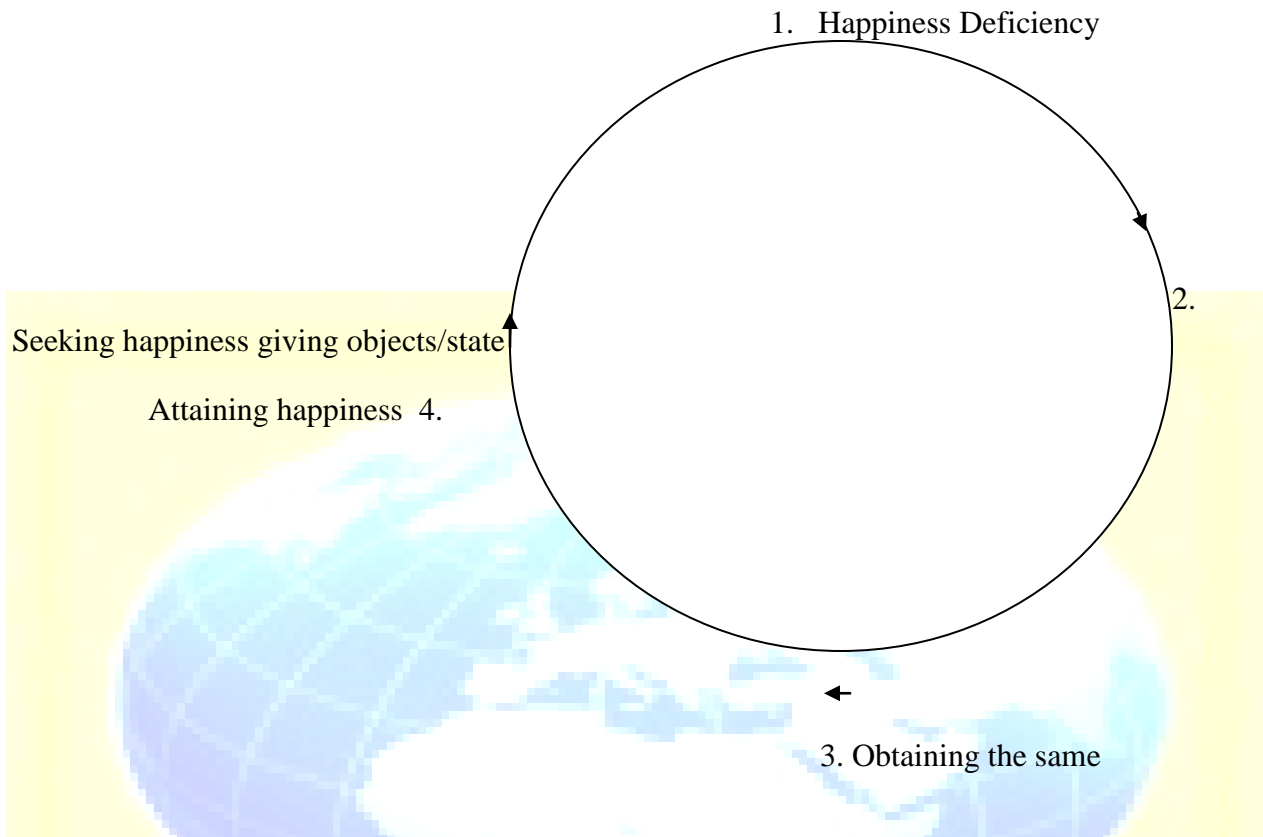 1. Happiness Deficiency
2.
Seeking happiness giving objects/state
Attaining happiness 4.
3. Obtaining the same